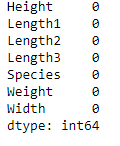 Height 0
Length1 0
Length2 0
Length3 0
Species 0
Weight 0
Width 0
dtype: int64